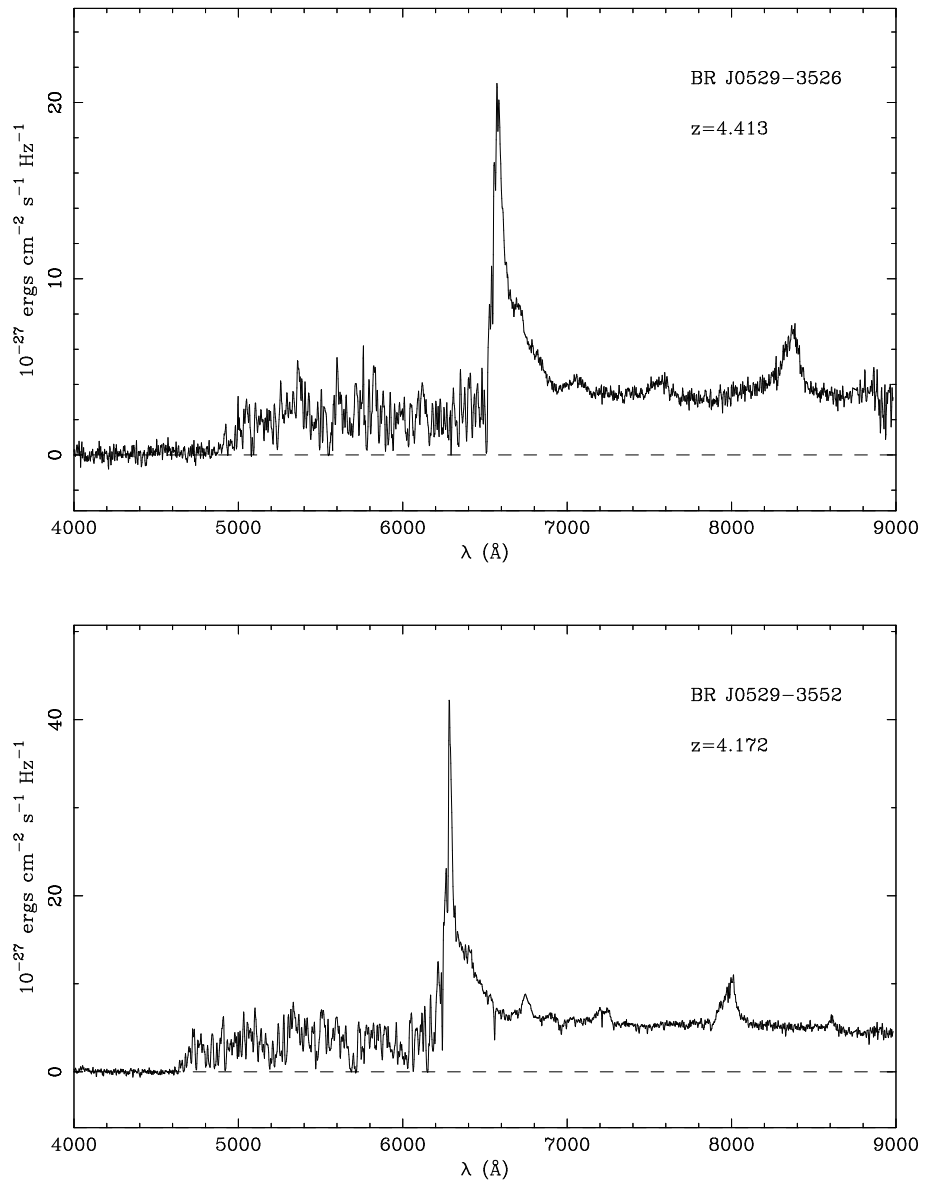 BR J0529−3526
z=4.413
10⁻²⁷ ergs cm⁻² s⁻¹ Hz⁻¹
20
10
0
4000 5000 6000 7000 8000 9000
λ (Å)
BR J0529−3552
z=4.172
10⁻²⁷ ergs cm⁻² s⁻¹ Hz⁻¹
40
20
0
4000 5000 6000 7000 8000 9000
λ (Å)